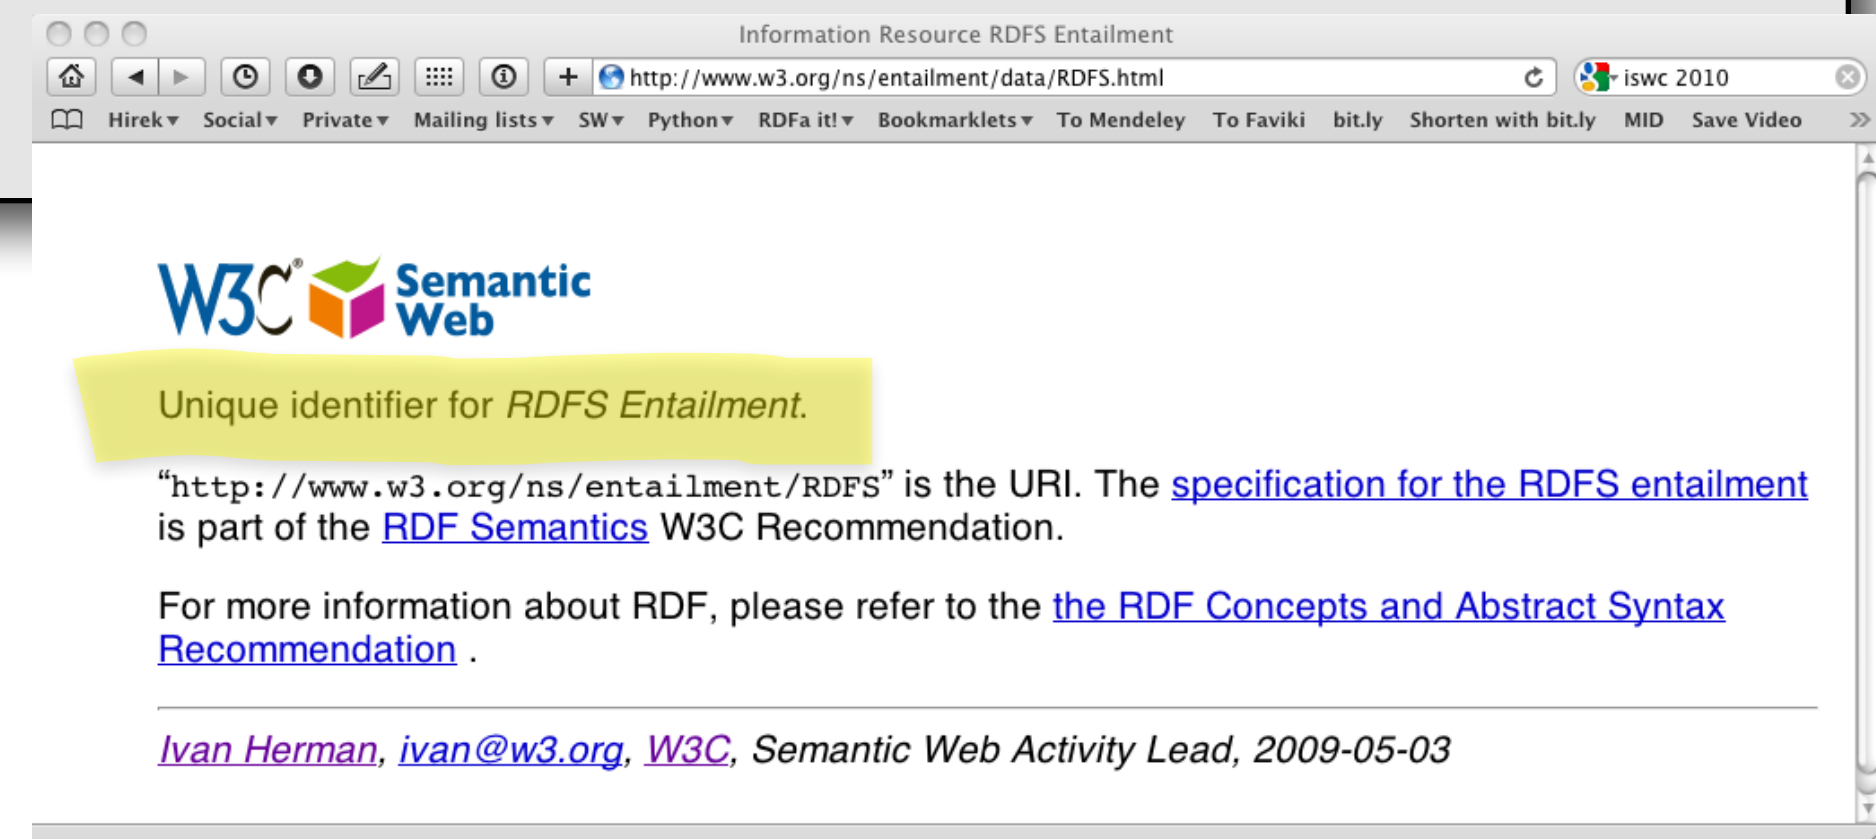 Information Resource RDFS Entailment
http://www.w3.org/ns/entailment/data/RDFS.html
iswc 2010
Hirek Social Private Mailing lists SW Python RDFa it! Bookmarklets To Mendeley To Faviki bit.ly Shorten with bit.ly MID Save Video
W3C® Semantic
Web
Unique identifier for RDFS Entailment.
“http://www.w3.org/ns/entailment/RDFS” is the URI. The specification for the RDFS entailment
is part of the RDF Semantics W3C Recommendation.
For more information about RDF, please refer to the the RDF Concepts and Abstract Syntax
Recommendation .
Ivan Herman, ivan@w3.org, W3C, Semantic Web Activity Lead, 2009-05-03